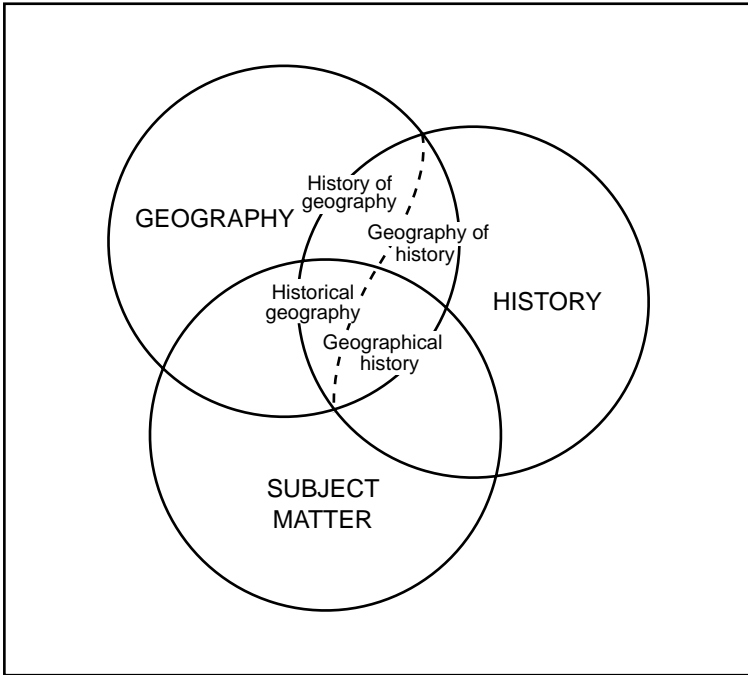 History of
geography
GEOGRAPHY
Geography of
history
Historical
geography
HISTORY
Geographical
history
SUBJECT
MATTER